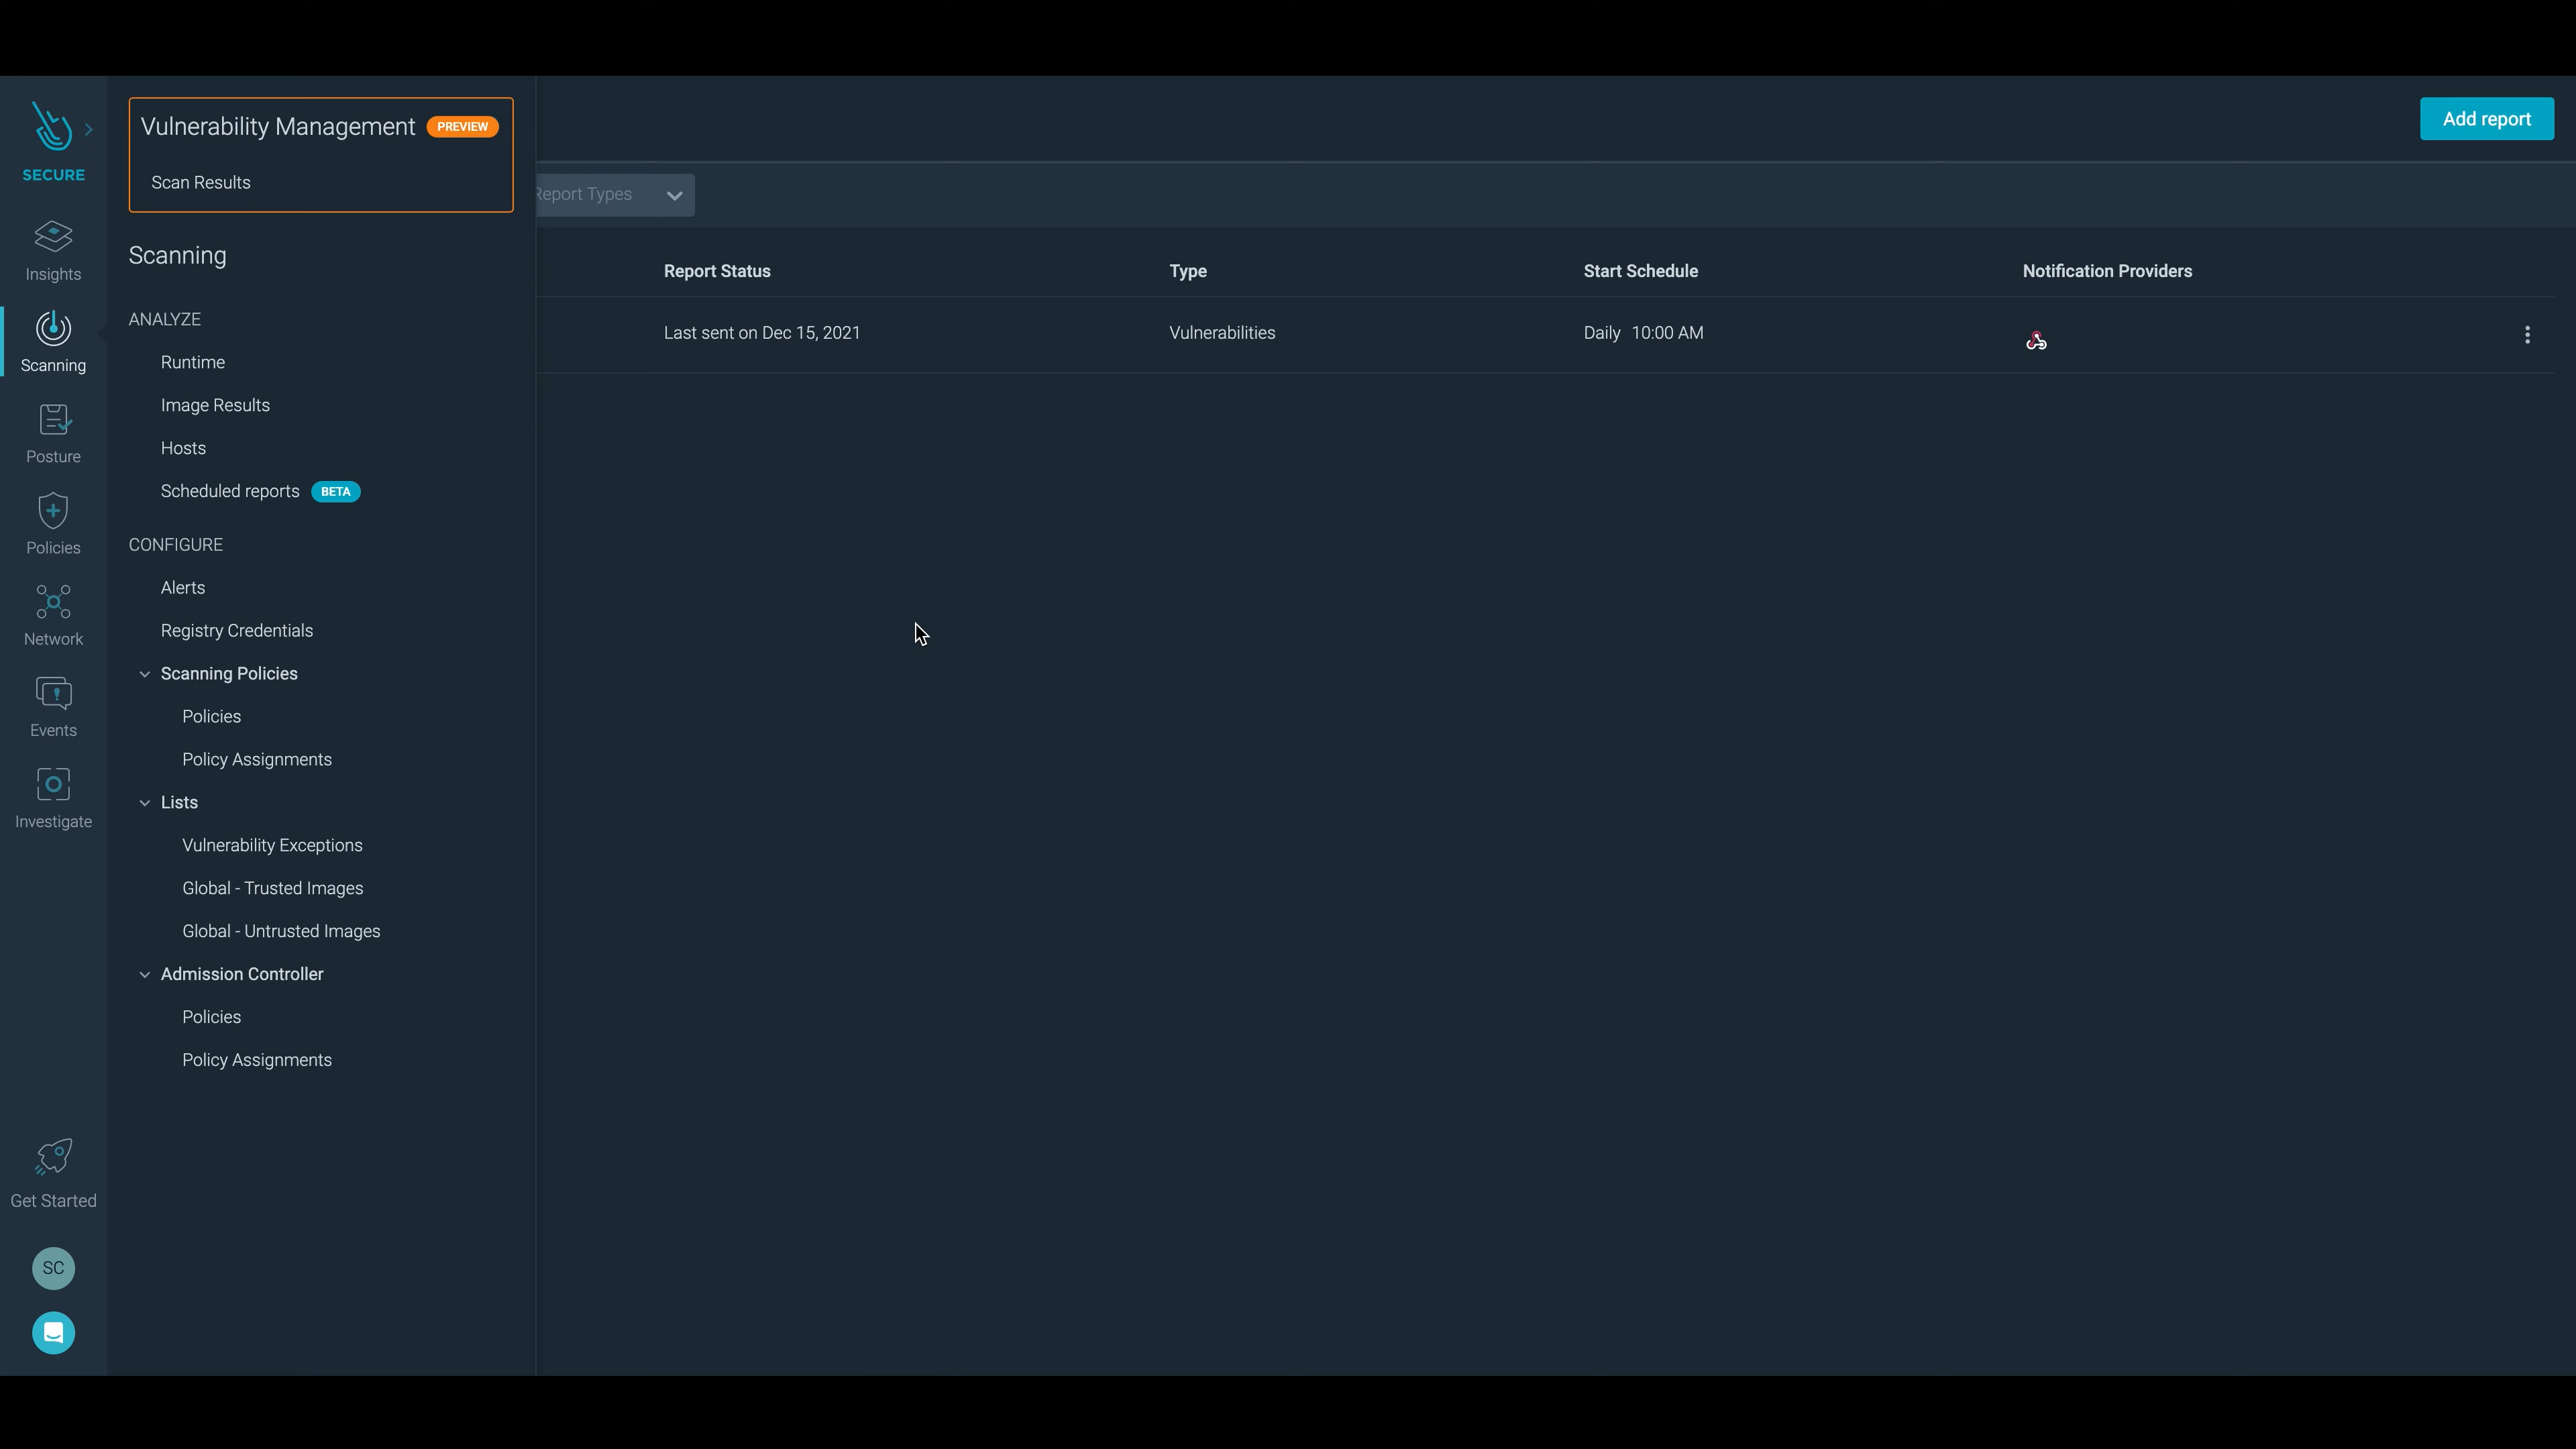 SECURE
Insights
Scanning
Posture
Policies
Network
Events
Investigate
Get Started
SC
Vulnerability Management PREVIEW
Scan Results
Scanning
ANALYZE
Runtime
Image Results
Hosts
Scheduled reports BETA
CONFIGURE
Alerts
Registry Credentials
Scanning Policies
Policies
Policy Assignments
Lists
Vulnerability Exceptions
Global - Trusted Images
Global - Untrusted Images
Admission Controller
Policies
Policy Assignments
Add report
Report Types
Report Status Type Start Schedule Notification Providers
Last sent on Dec 15, 2021 Vulnerabilities Daily 10:00 AM